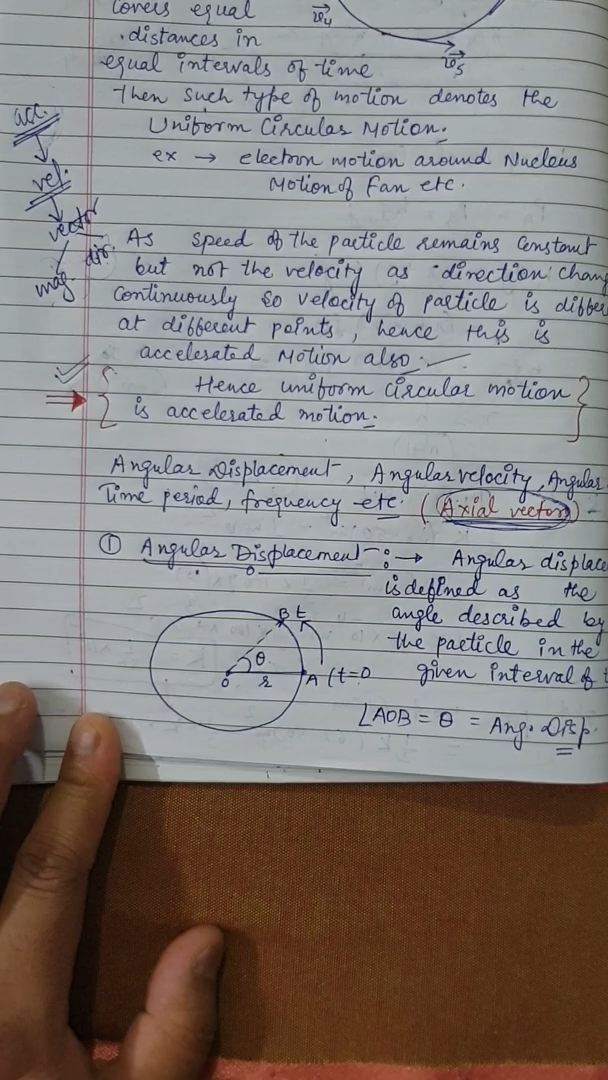 covers equal
distances in
equal intervals of time
Then such type of motion denotes the
Uniform Circular Motion.
ex → electron motion around Nucleus
Motion of Fan etc.
acc.
vel.
vector
mag. dir.
v₄
v₅
As speed of the particle remains Constant
but not the velocity as direction chan
Continuously so velocity of particle is differ
at different points, hence this is
accelerated Motion also.
Hence uniform circular motion
is accelerated motion.
Angular Displacement, Angular velocity, Angular
Time period, frequency etc. (Axial vector)
① Angular Displacement -: → Angular displace
is defined as the
angle described by
the particle in the
given interval of t
B t
θ
O r A (t=0
∠AOB = θ = Ang. Disp.